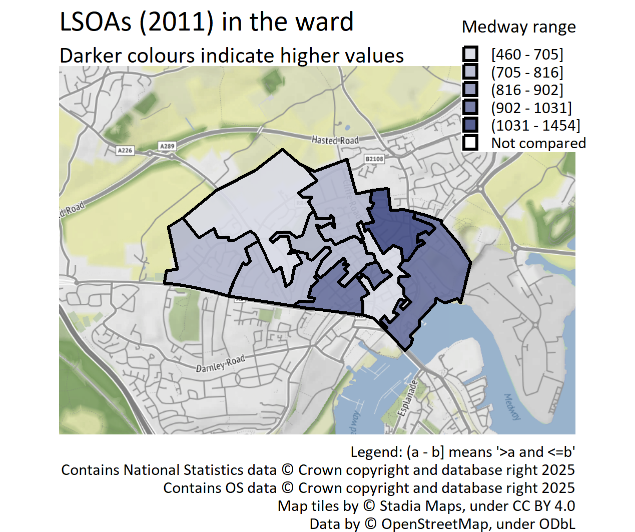 LSOAs (2011) in the ward
Darker colours indicate higher values
Medway range
[460 - 705]
(705 - 816]
(816 - 902]
(902 - 1031]
(1031 - 1454]
Not compared
Hasted Road
A226
A289
B2108
d Road
Darnley Road
Esplanade
Medway
dway
Legend: (a - b] means '>a and <=b'
Contains National Statistics data © Crown copyright and database right 2025
Contains OS data © Crown copyright and database right 2025
Map tiles by © Stadia Maps, under CC BY 4.0
Data by © OpenStreetMap, under ODbL